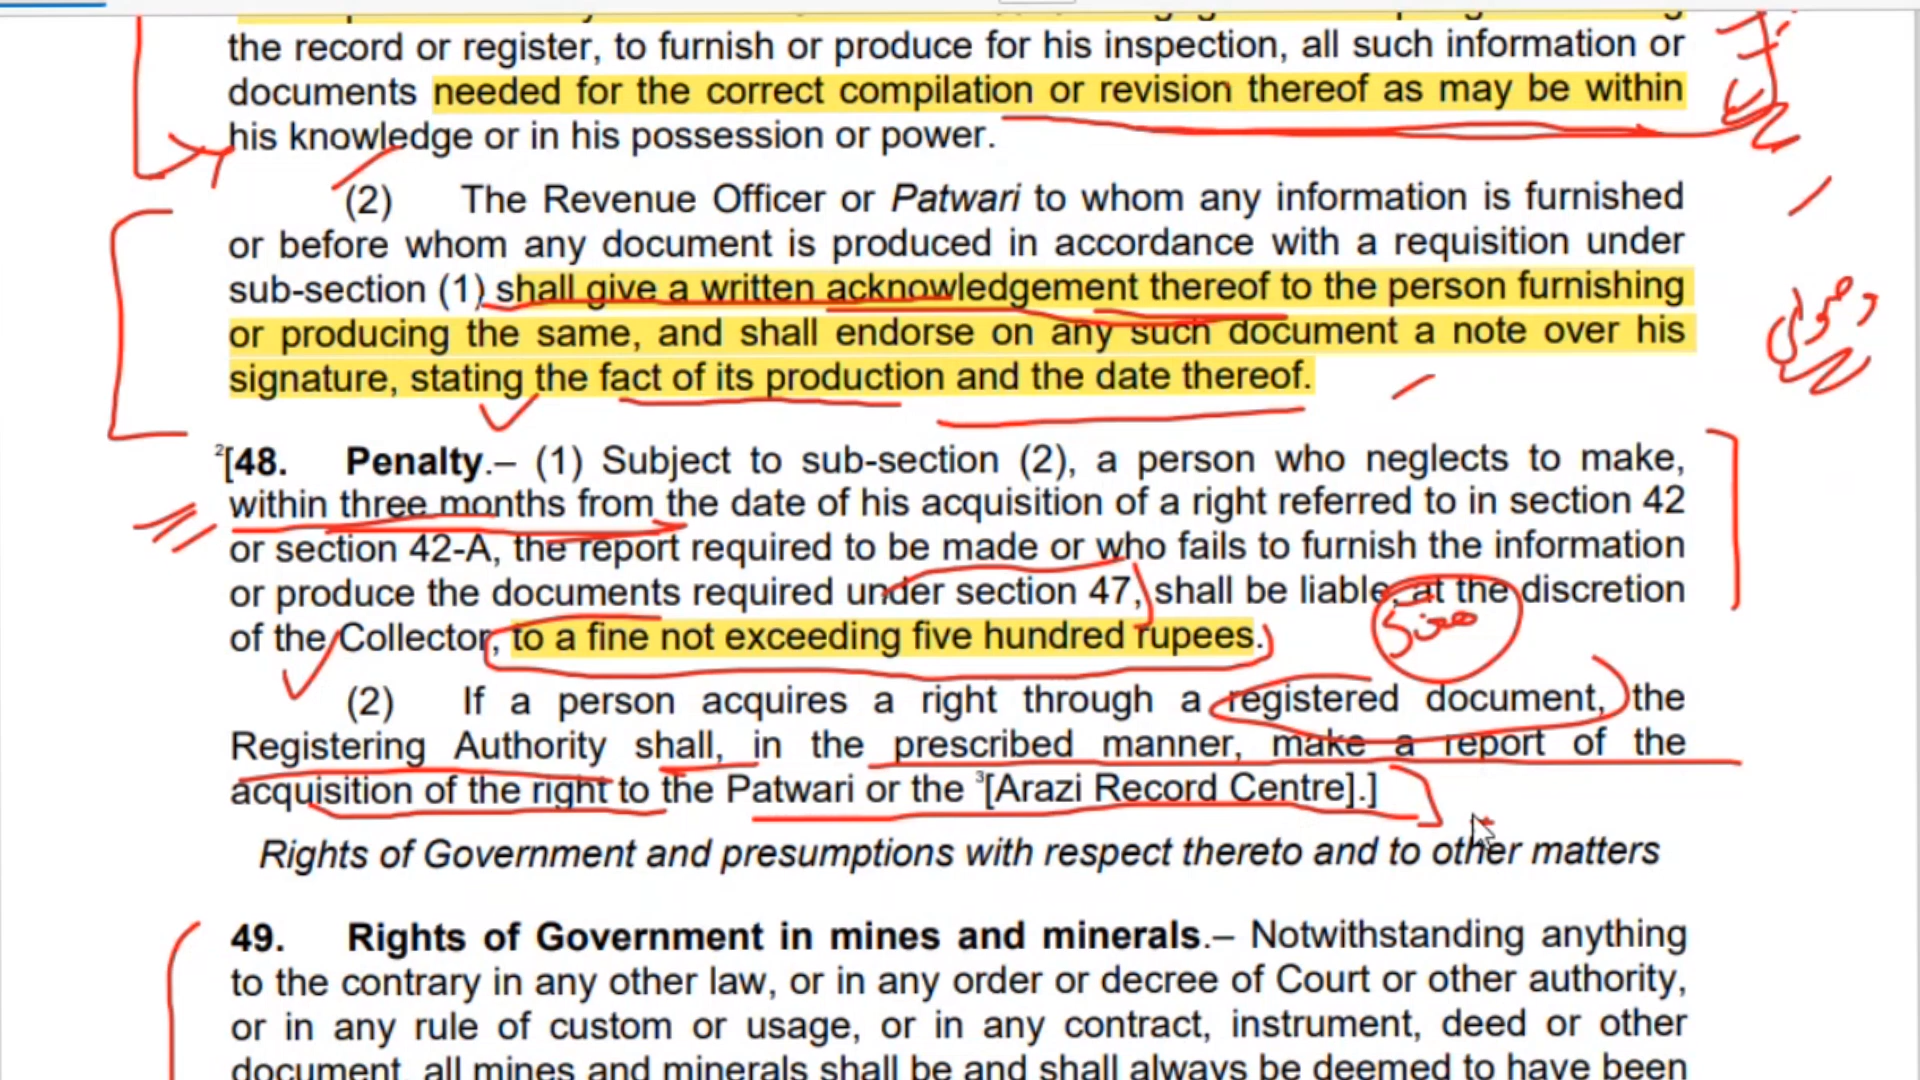 the record or register, to furnish or produce for his inspection, all such information or
documents needed for the correct compilation or revision thereof as may be within
his knowledge or in his possession or power.
(2) The Revenue Officer or Patwari to whom any information is furnished
or before whom any document is produced in accordance with a requisition under
sub-section (1) shall give a written acknowledgement thereof to the person furnishing
or producing the same, and shall endorse on any such document a note over his
signature, stating the fact of its production and the date thereof.
2[48. Penalty.– (1) Subject to sub-section (2), a person who neglects to make,
within three months from the date of his acquisition of a right referred to in section 42
or section 42-A, the report required to be made or who fails to furnish the information
or produce the documents required under section 47, shall be liable, at the discretion
of the Collector, to a fine not exceeding five hundred rupees.
(2) If a person acquires a right through a registered document, the
Registering Authority shall, in the prescribed manner, make a report of the
acquisition of the right to the Patwari or the 3[Arazi Record Centre].]
Rights of Government and presumptions with respect thereto and to other matters
49. Rights of Government in mines and minerals.– Notwithstanding anything
to the contrary in any other law, or in any order or decree of Court or other authority,
or in any rule of custom or usage, or in any contract, instrument, deed or other
document, all mines and minerals shall be and shall always be deemed to have been